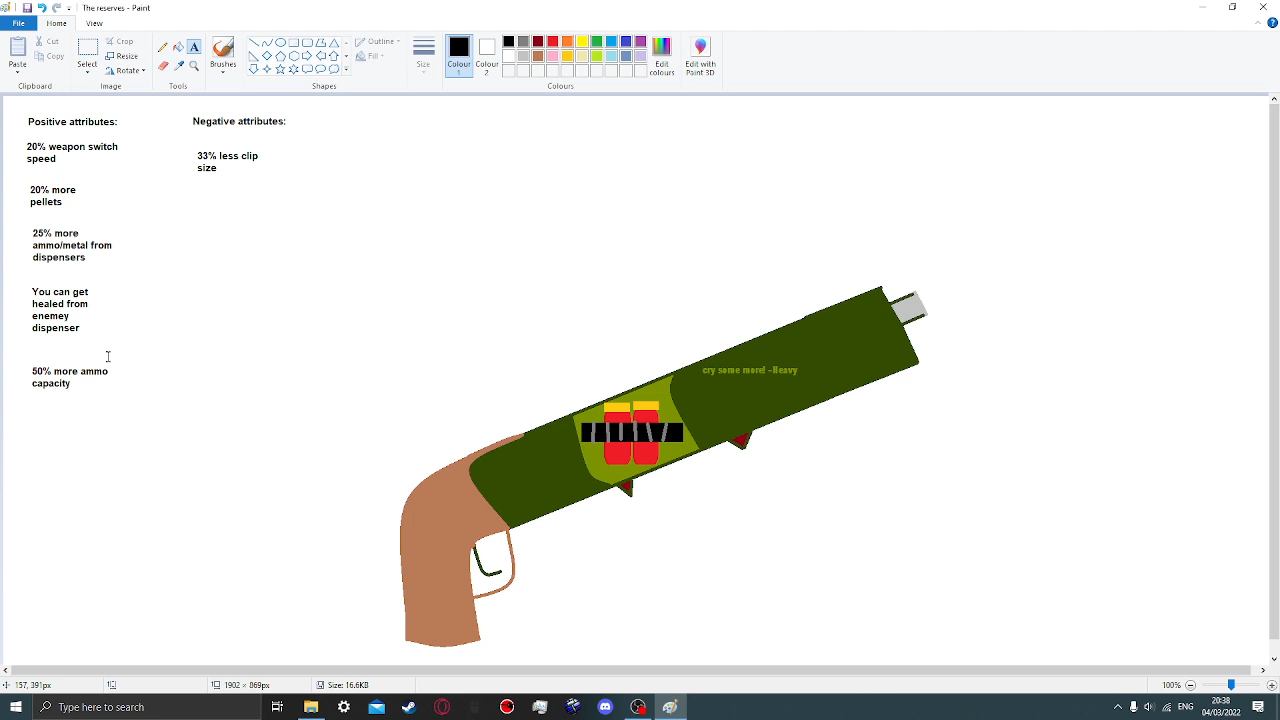 The reserves - Paint
File
Home
View
Paste
Cut
Copy
Clipboard
Select
Crop
Resize
Rotate
Image
Tools
Brushes
Shapes
Outline
Fill
Size
Colour
1
Colour
2
Edit
colours
Edit with
Paint 3D
Colours
Positive attributes:
20% weapon switch
speed
20% more
pellets
25% more
ammo/metal from
dispensers
You can get
healed from
enemey
dispenser
50% more ammo
capacity
Negative attributes:
33% less clip
size
cry some more! -Heavy
157, 391px
1902 × 869px
Size: 16.6KB
100%
Type here to search
ENG
20:38
04/03/2022